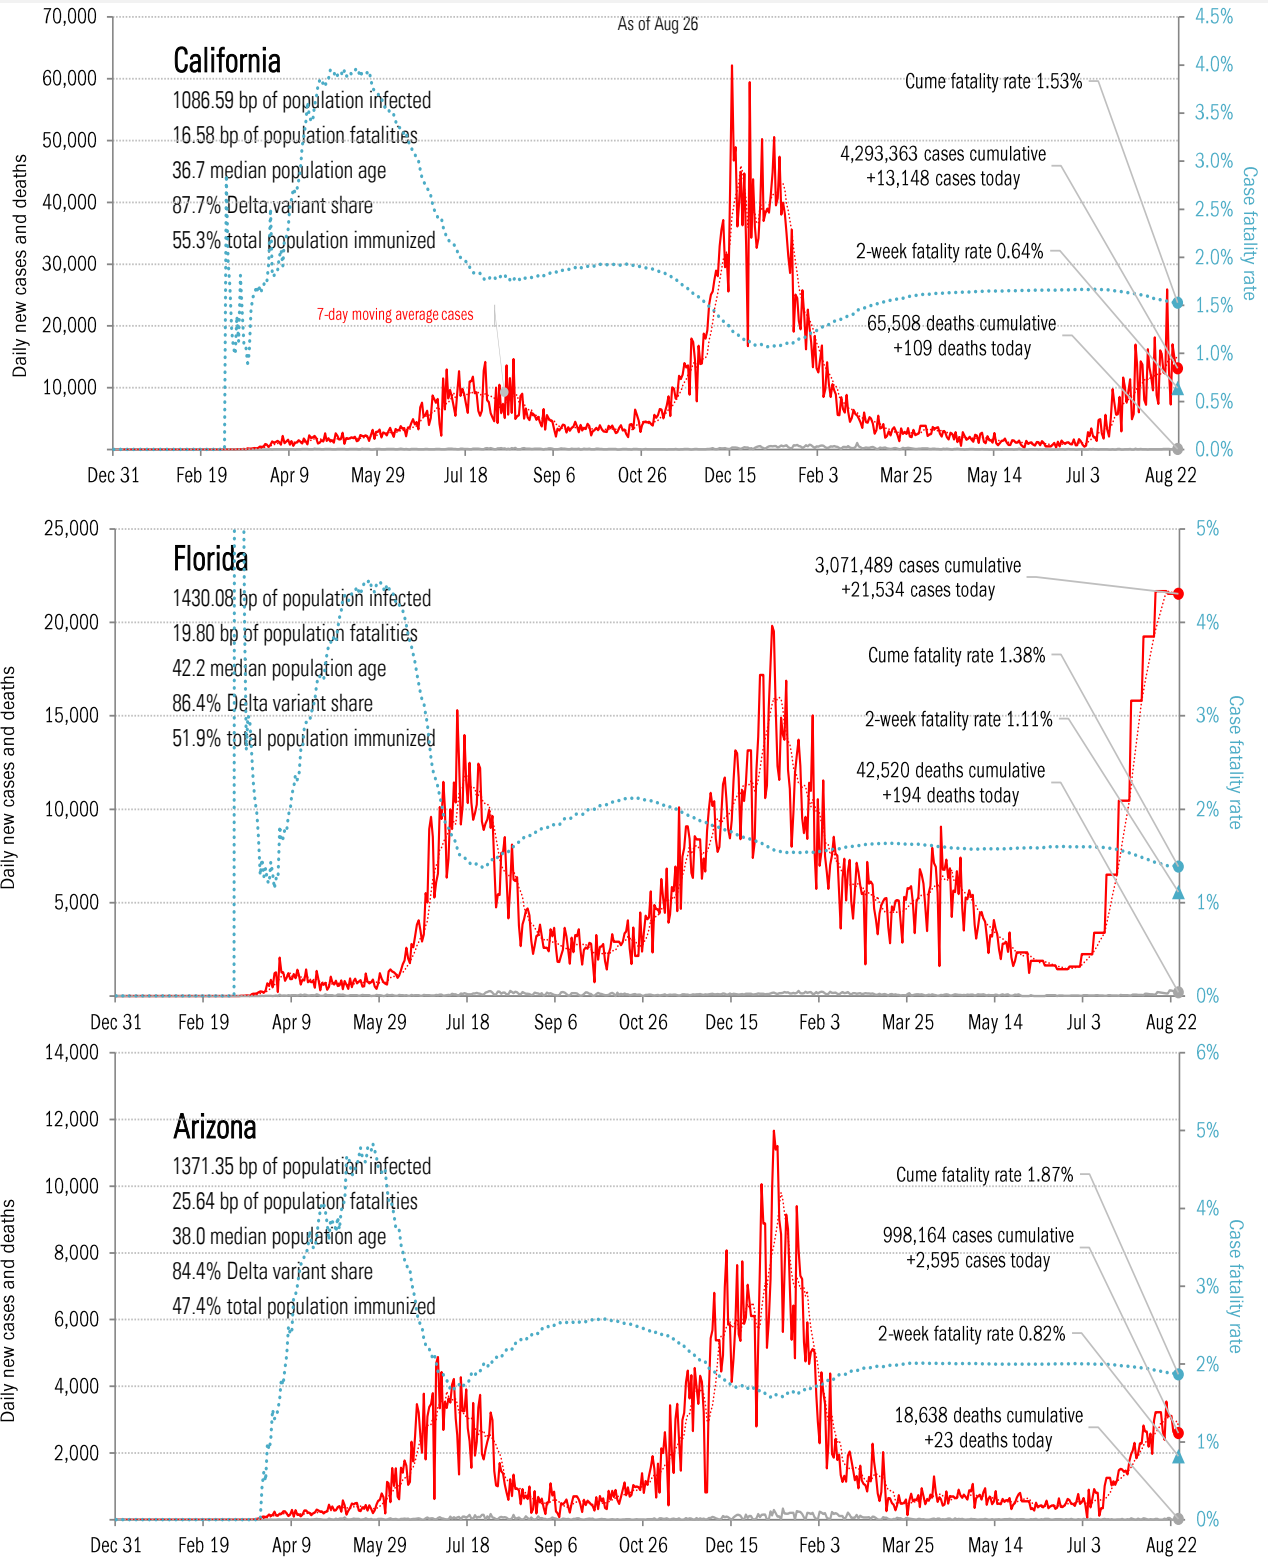 As of Aug 26
70,000
60,000
50,000
40,000
30,000
20,000
10,000
Daily new cases and deaths
California
1086.59 bp of population infected
16.58 bp of population fatalities
36.7 median population age
87.7% Delta variant share
55.3% total population immunized
7-day moving average cases
Cume fatality rate 1.53%
4,293,363 cases cumulative
+13,148 cases today
2-week fatality rate 0.64%
65,508 deaths cumulative
+109 deaths today
4.5%
4.0%
3.5%
3.0%
2.5%
2.0%
1.5%
1.0%
0.5%
0.0%
Case fatality rate
Dec 31 Feb 19 Apr 9 May 29 Jul 18 Sep 6 Oct 26 Dec 15 Feb 3 Mar 25 May 14 Jul 3 Aug 22
25,000
20,000
15,000
10,000
5,000
Daily new cases and deaths
Florida
1430.08 bp of population infected
19.80 bp of population fatalities
42.2 median population age
86.4% Delta variant share
51.9% total population immunized
3,071,489 cases cumulative
+21,534 cases today
Cume fatality rate 1.38%
2-week fatality rate 1.11%
42,520 deaths cumulative
+194 deaths today
5%
4%
3%
2%
1%
0%
Case fatality rate
Dec 31 Feb 19 Apr 9 May 29 Jul 18 Sep 6 Oct 26 Dec 15 Feb 3 Mar 25 May 14 Jul 3 Aug 22
14,000
12,000
10,000
8,000
6,000
4,000
2,000
Daily new cases and deaths
Arizona
1371.35 bp of population infected
25.64 bp of population fatalities
38.0 median population age
84.4% Delta variant share
47.4% total population immunized
Cume fatality rate 1.87%
998,164 cases cumulative
+2,595 cases today
2-week fatality rate 0.82%
18,638 deaths cumulative
+23 deaths today
6%
5%
4%
3%
2%
1%
0%
Case fatality rate
Dec 31 Feb 19 Apr 9 May 29 Jul 18 Sep 6 Oct 26 Dec 15 Feb 3 Mar 25 May 14 Jul 3 Aug 22